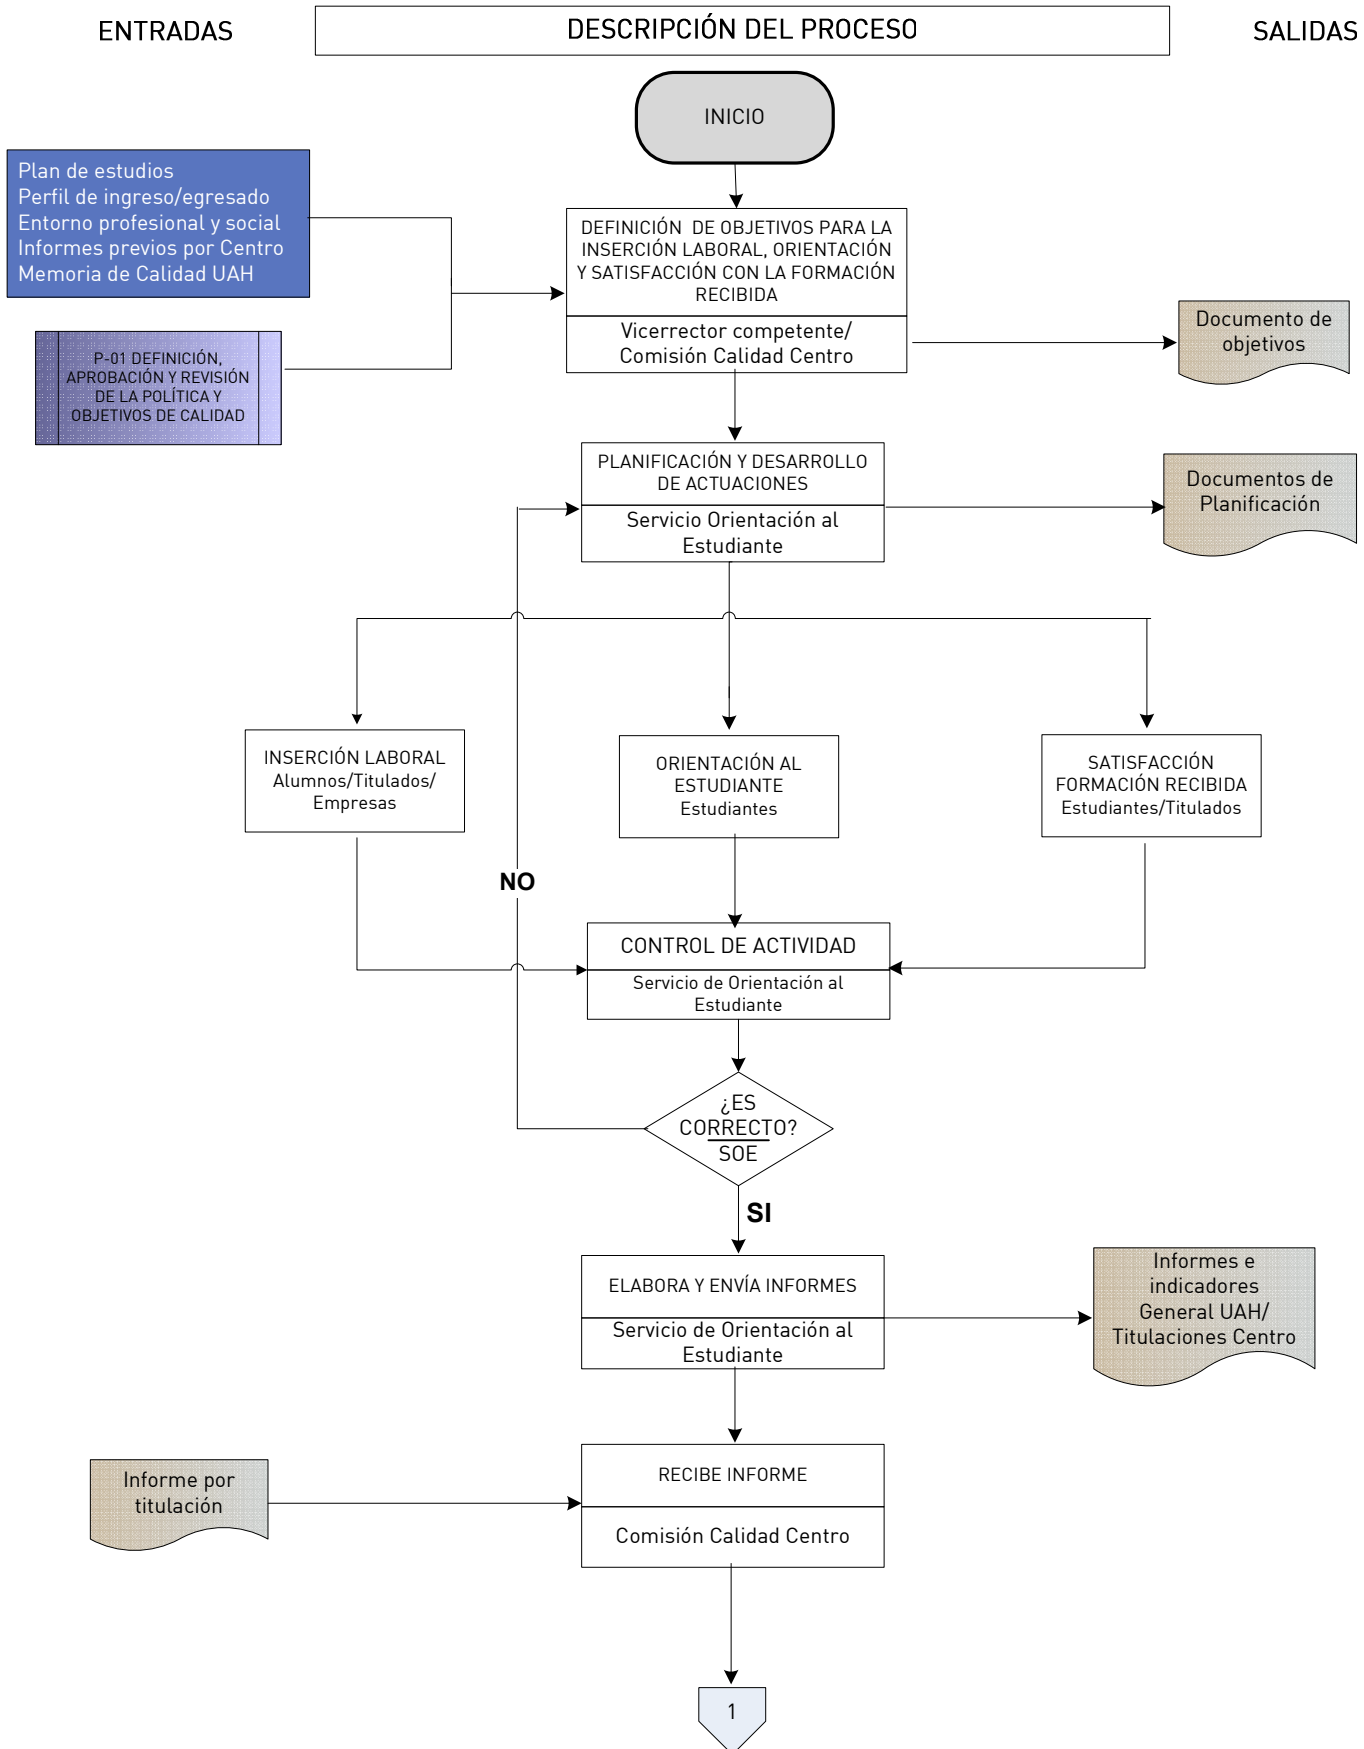 ENTRADAS
DESCRIPCIÓN DEL PROCESO
SALIDAS
INICIO
Plan de estudios
Perfil de ingreso/egresado
Entorno profesional y social
Informes previos por Centro
Memoria de Calidad UAH
DEFINICIÓN DE OBJETIVOS PARA LA
INSERCIÓN LABORAL, ORIENTACIÓN
Y SATISFACCIÓN CON LA FORMACIÓN
RECIBIDA
Vicerrector competente/
Comisión Calidad Centro
Documento de
objetivos
P-01 DEFINICIÓN,
APROBACIÓN Y REVISIÓN
DE LA POLÍTICA Y
OBJETIVOS DE CALIDAD
PLANIFICACIÓN Y DESARROLLO
DE ACTUACIONES
Servicio Orientación al
Estudiante
Documentos de
Planificación
INSERCIÓN LABORAL
Alumnos/Titulados/
Empresas
ORIENTACIÓN AL
ESTUDIANTE
Estudiantes
SATISFACCIÓN
FORMACIÓN RECIBIDA
Estudiantes/Titulados
NO
CONTROL DE ACTIVIDAD
Servicio de Orientación al
Estudiante
¿ES
CORRECTO?
SOE
SI
ELABORA Y ENVÍA INFORMES
Servicio de Orientación al
Estudiante
Informes e
indicadores
General UAH/
Titulaciones Centro
Informe por
titulación
RECIBE INFORME
Comisión Calidad Centro
1